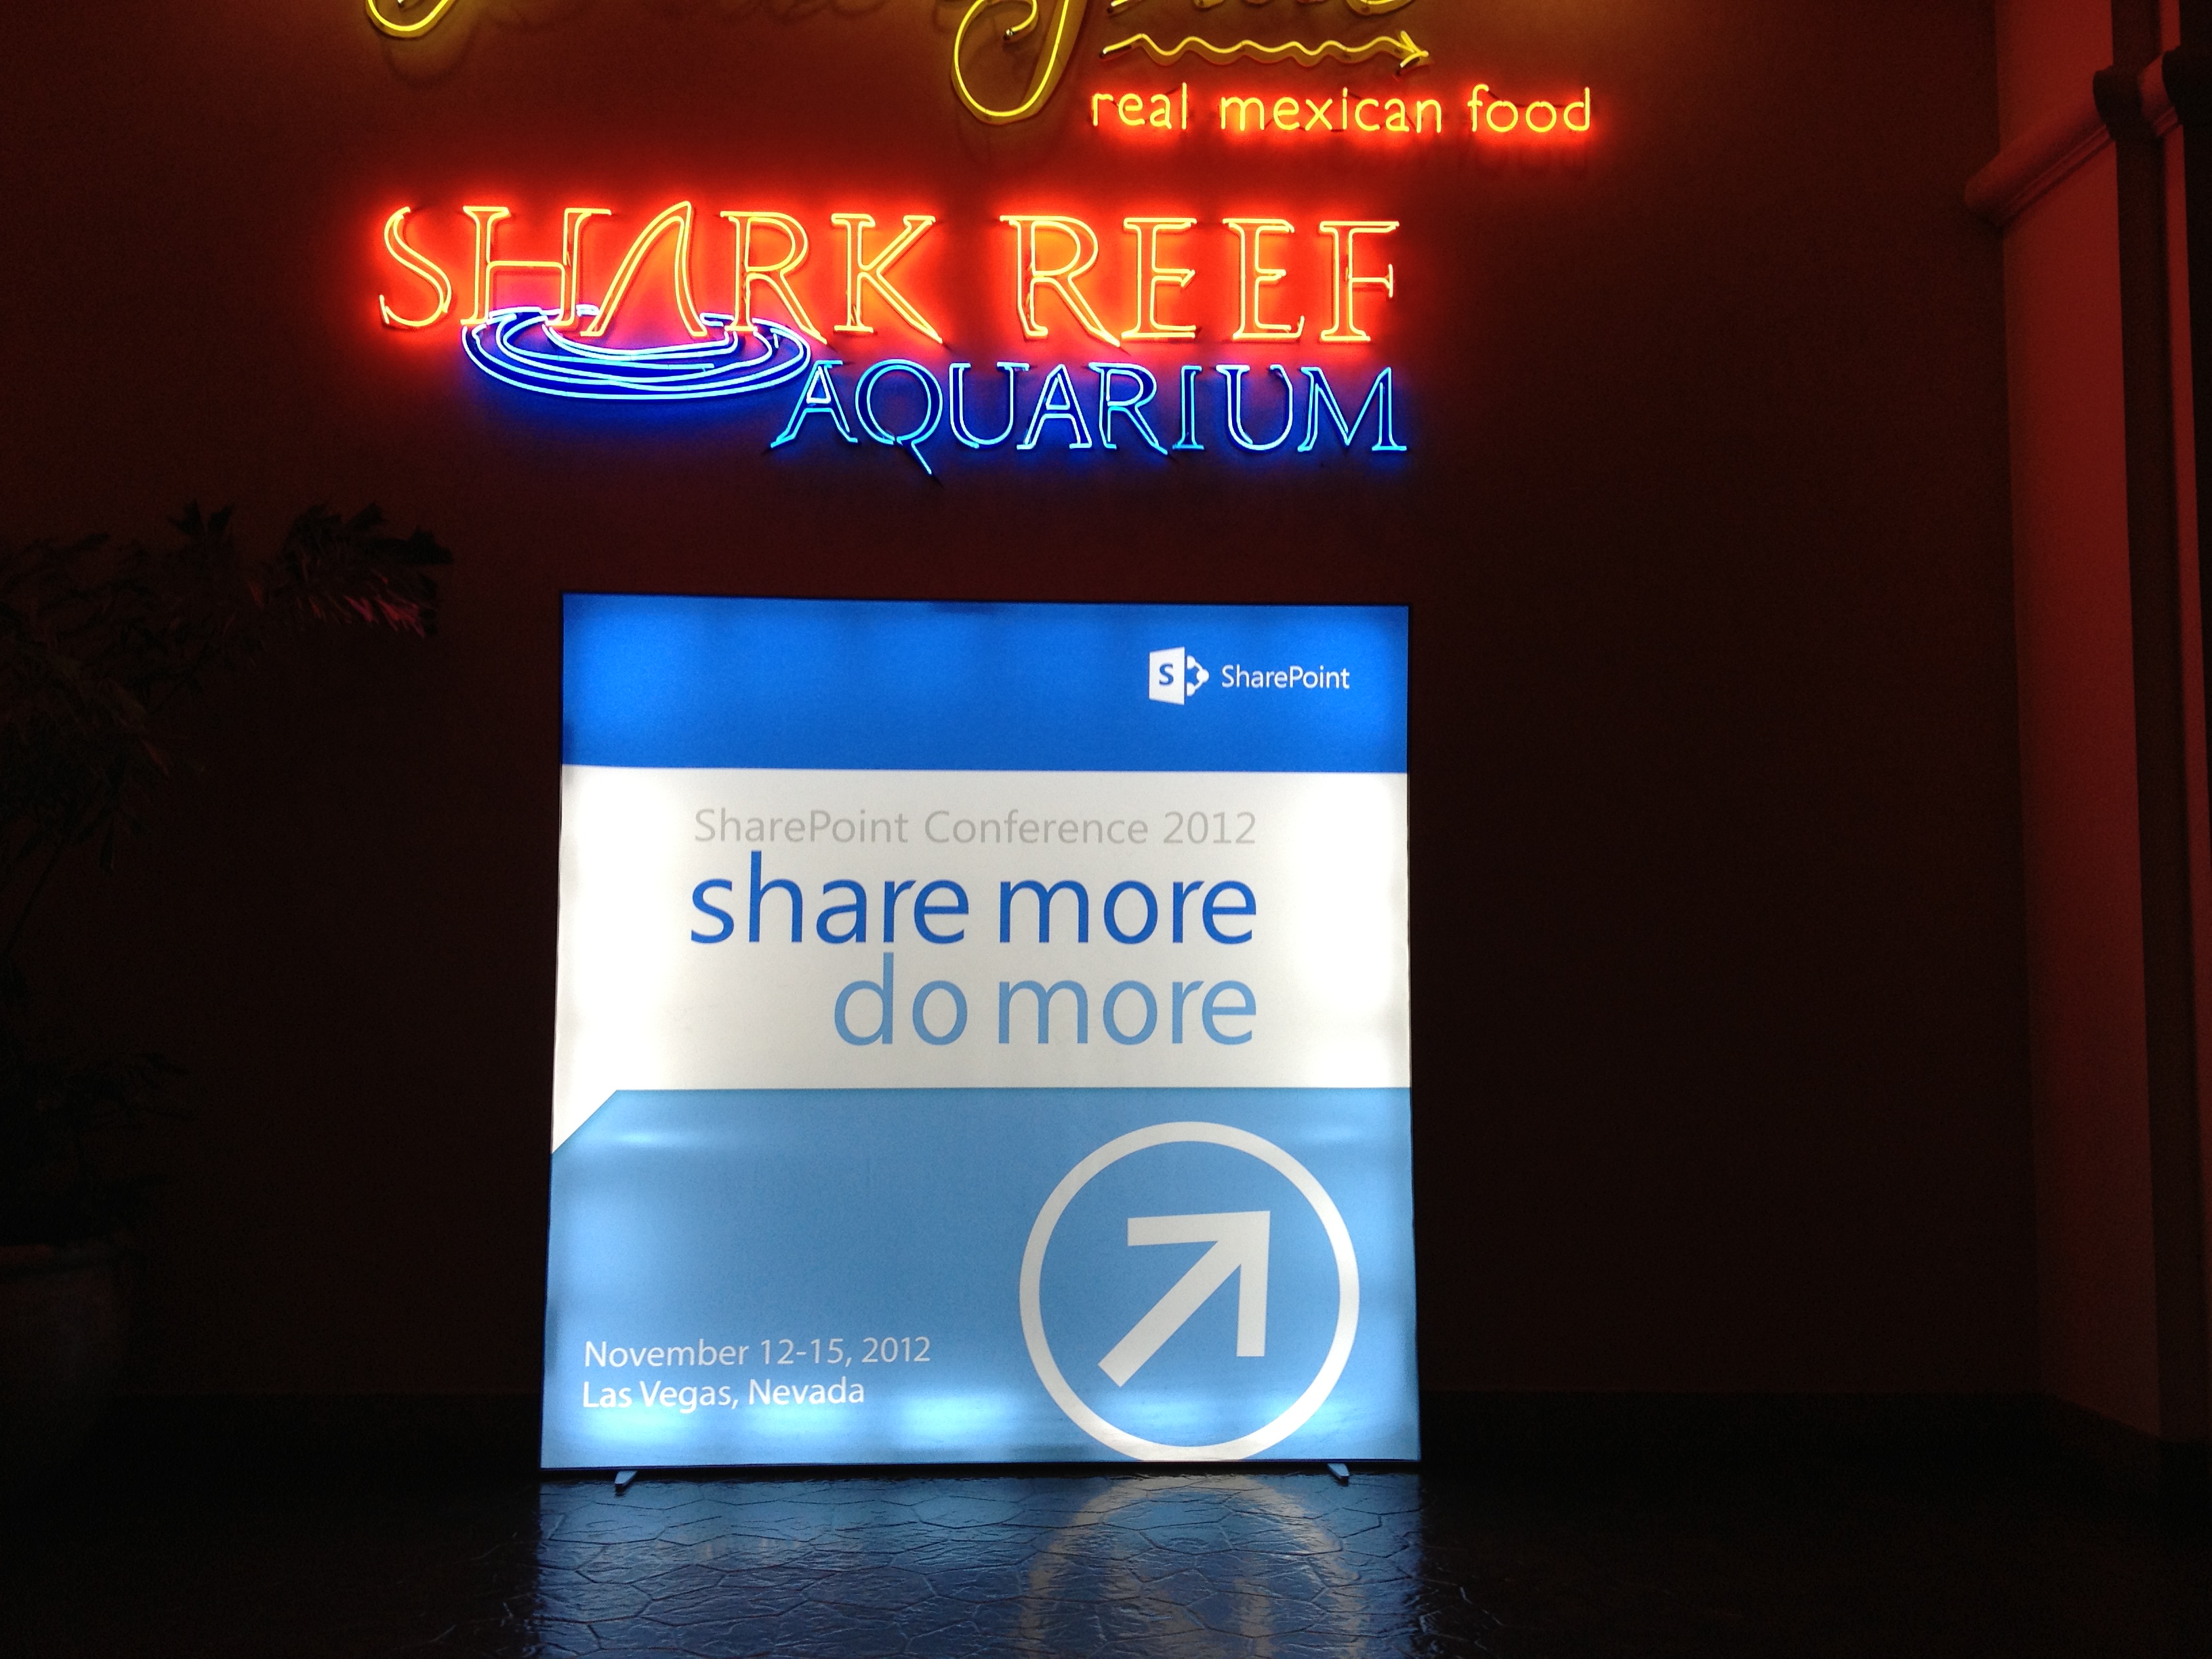 real mexican food
SHARK REEF
AQUARIUM
S SharePoint
SharePoint Conference 2012
share more
do more
November 12-15, 2012
Las Vegas, Nevada